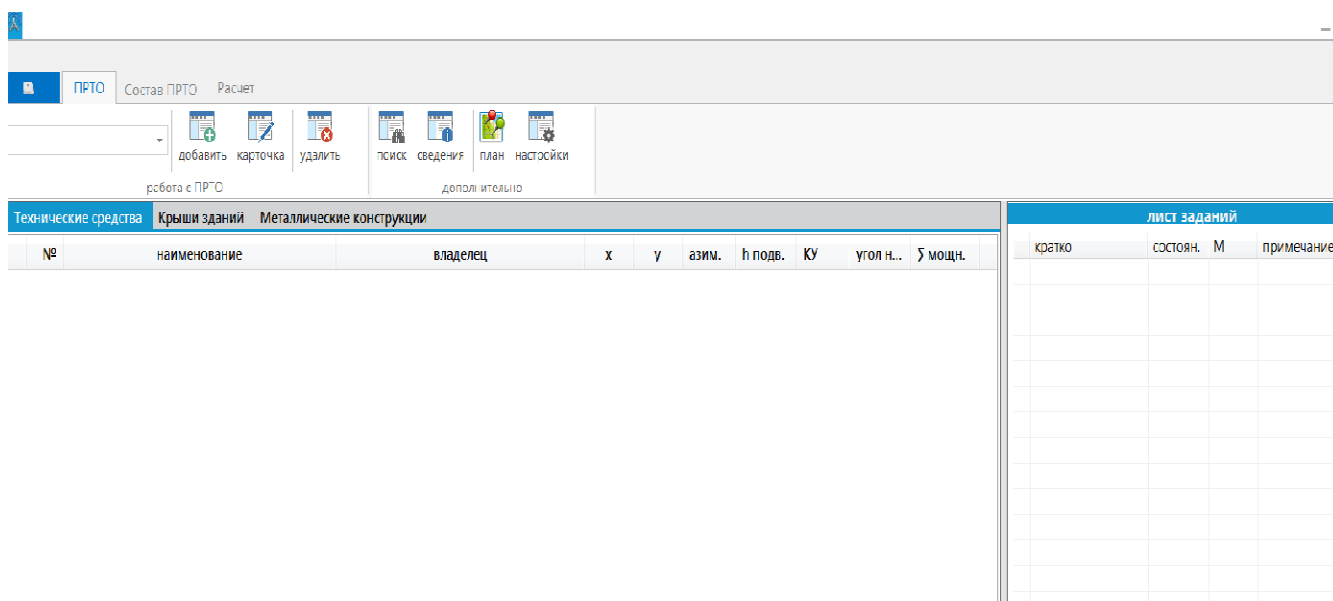 ПРТО Состав ПРТО Расчет
добавить карточка удалить поиск сведения план настройки
работа с ПРТО дополнительно
Технические средства Крыши зданий Металлические конструкции
лист заданий
№ наименование владелец x y азим. h подв. КУ угол н... ∑ мощн.
кратко состоян. М примечание